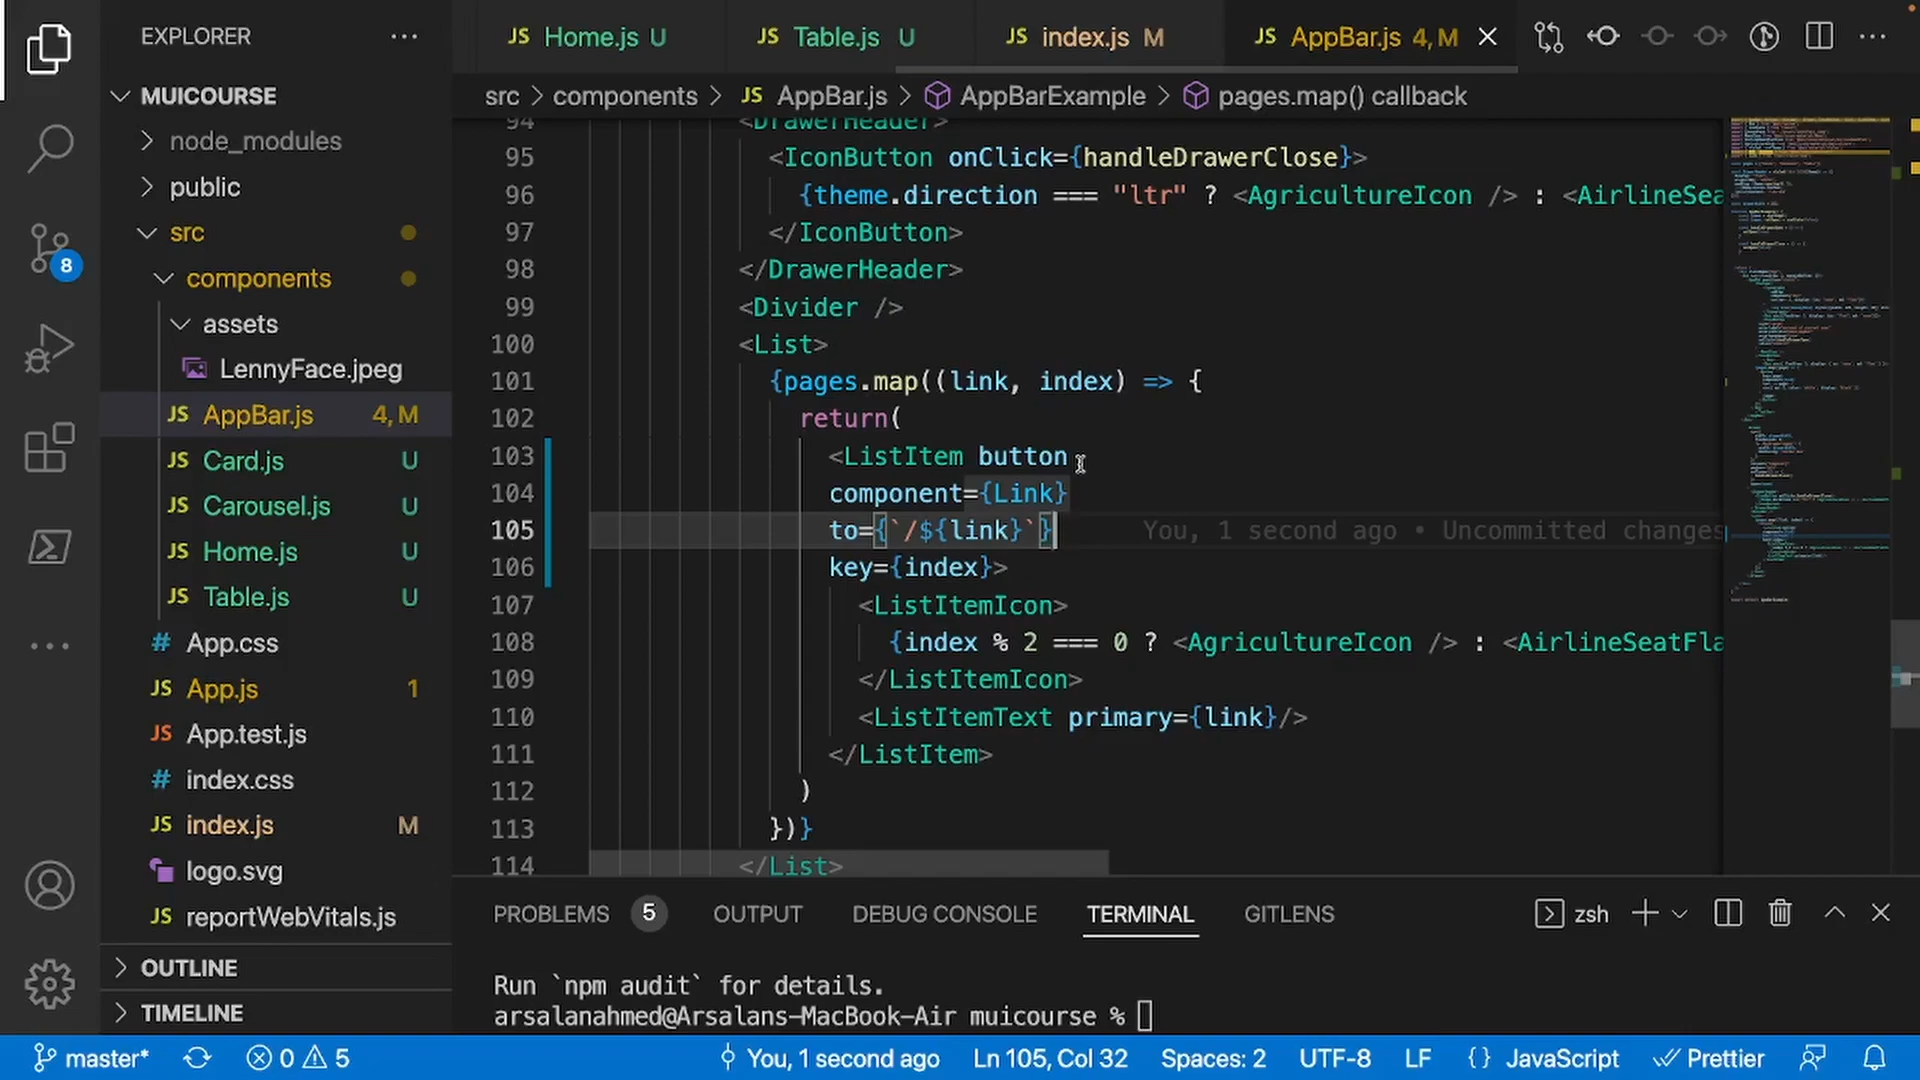 EXPLORER
Home.js U
Table.js U
index.js M
AppBar.js 4, M
MUICOURSE
src > components > JS AppBar.js > AppBarExample > pages.map() callback
node_modules
public
src
components
assets
LennyFace.jpeg
JS AppBar.js 4, M
JS Card.js U
JS Carousel.js U
JS Home.js U
JS Table.js U
# App.css
JS App.js 1
JS App.test.js
# index.css
JS index.js M
logo.svg
JS reportWebVitals.js
OUTLINE
TIMELINE
8
94 <DrawerHeader>
95 <IconButton onClick={handleDrawerClose}>
96 {theme.direction === "ltr" ? <AgricultureIcon /> : <AirlineSea
97 </IconButton>
98 </DrawerHeader>
99 <Divider />
100 <List>
101 {pages.map((link, index) => {
102 return(
103 <ListItem button
104 component={Link}
105 to={`/${link}`} You, 1 second ago • Uncommitted changes
106 key={index}>
107 <ListItemIcon>
108 {index % 2 === 0 ? <AgricultureIcon /> : <AirlineSeatFla
109 </ListItemIcon>
110 <ListItemText primary={link}/>
111 </ListItem>
112 )
113 })}
114 </List>
PROBLEMS 5 OUTPUT DEBUG CONSOLE TERMINAL GITLENS zsh
Run `npm audit` for details.
arsalanahmed@Arsalans-MacBook-Air muicourse %
master* 0 5 You, 1 second ago Ln 105, Col 32 Spaces: 2 UTF-8 LF {} JavaScript Prettier